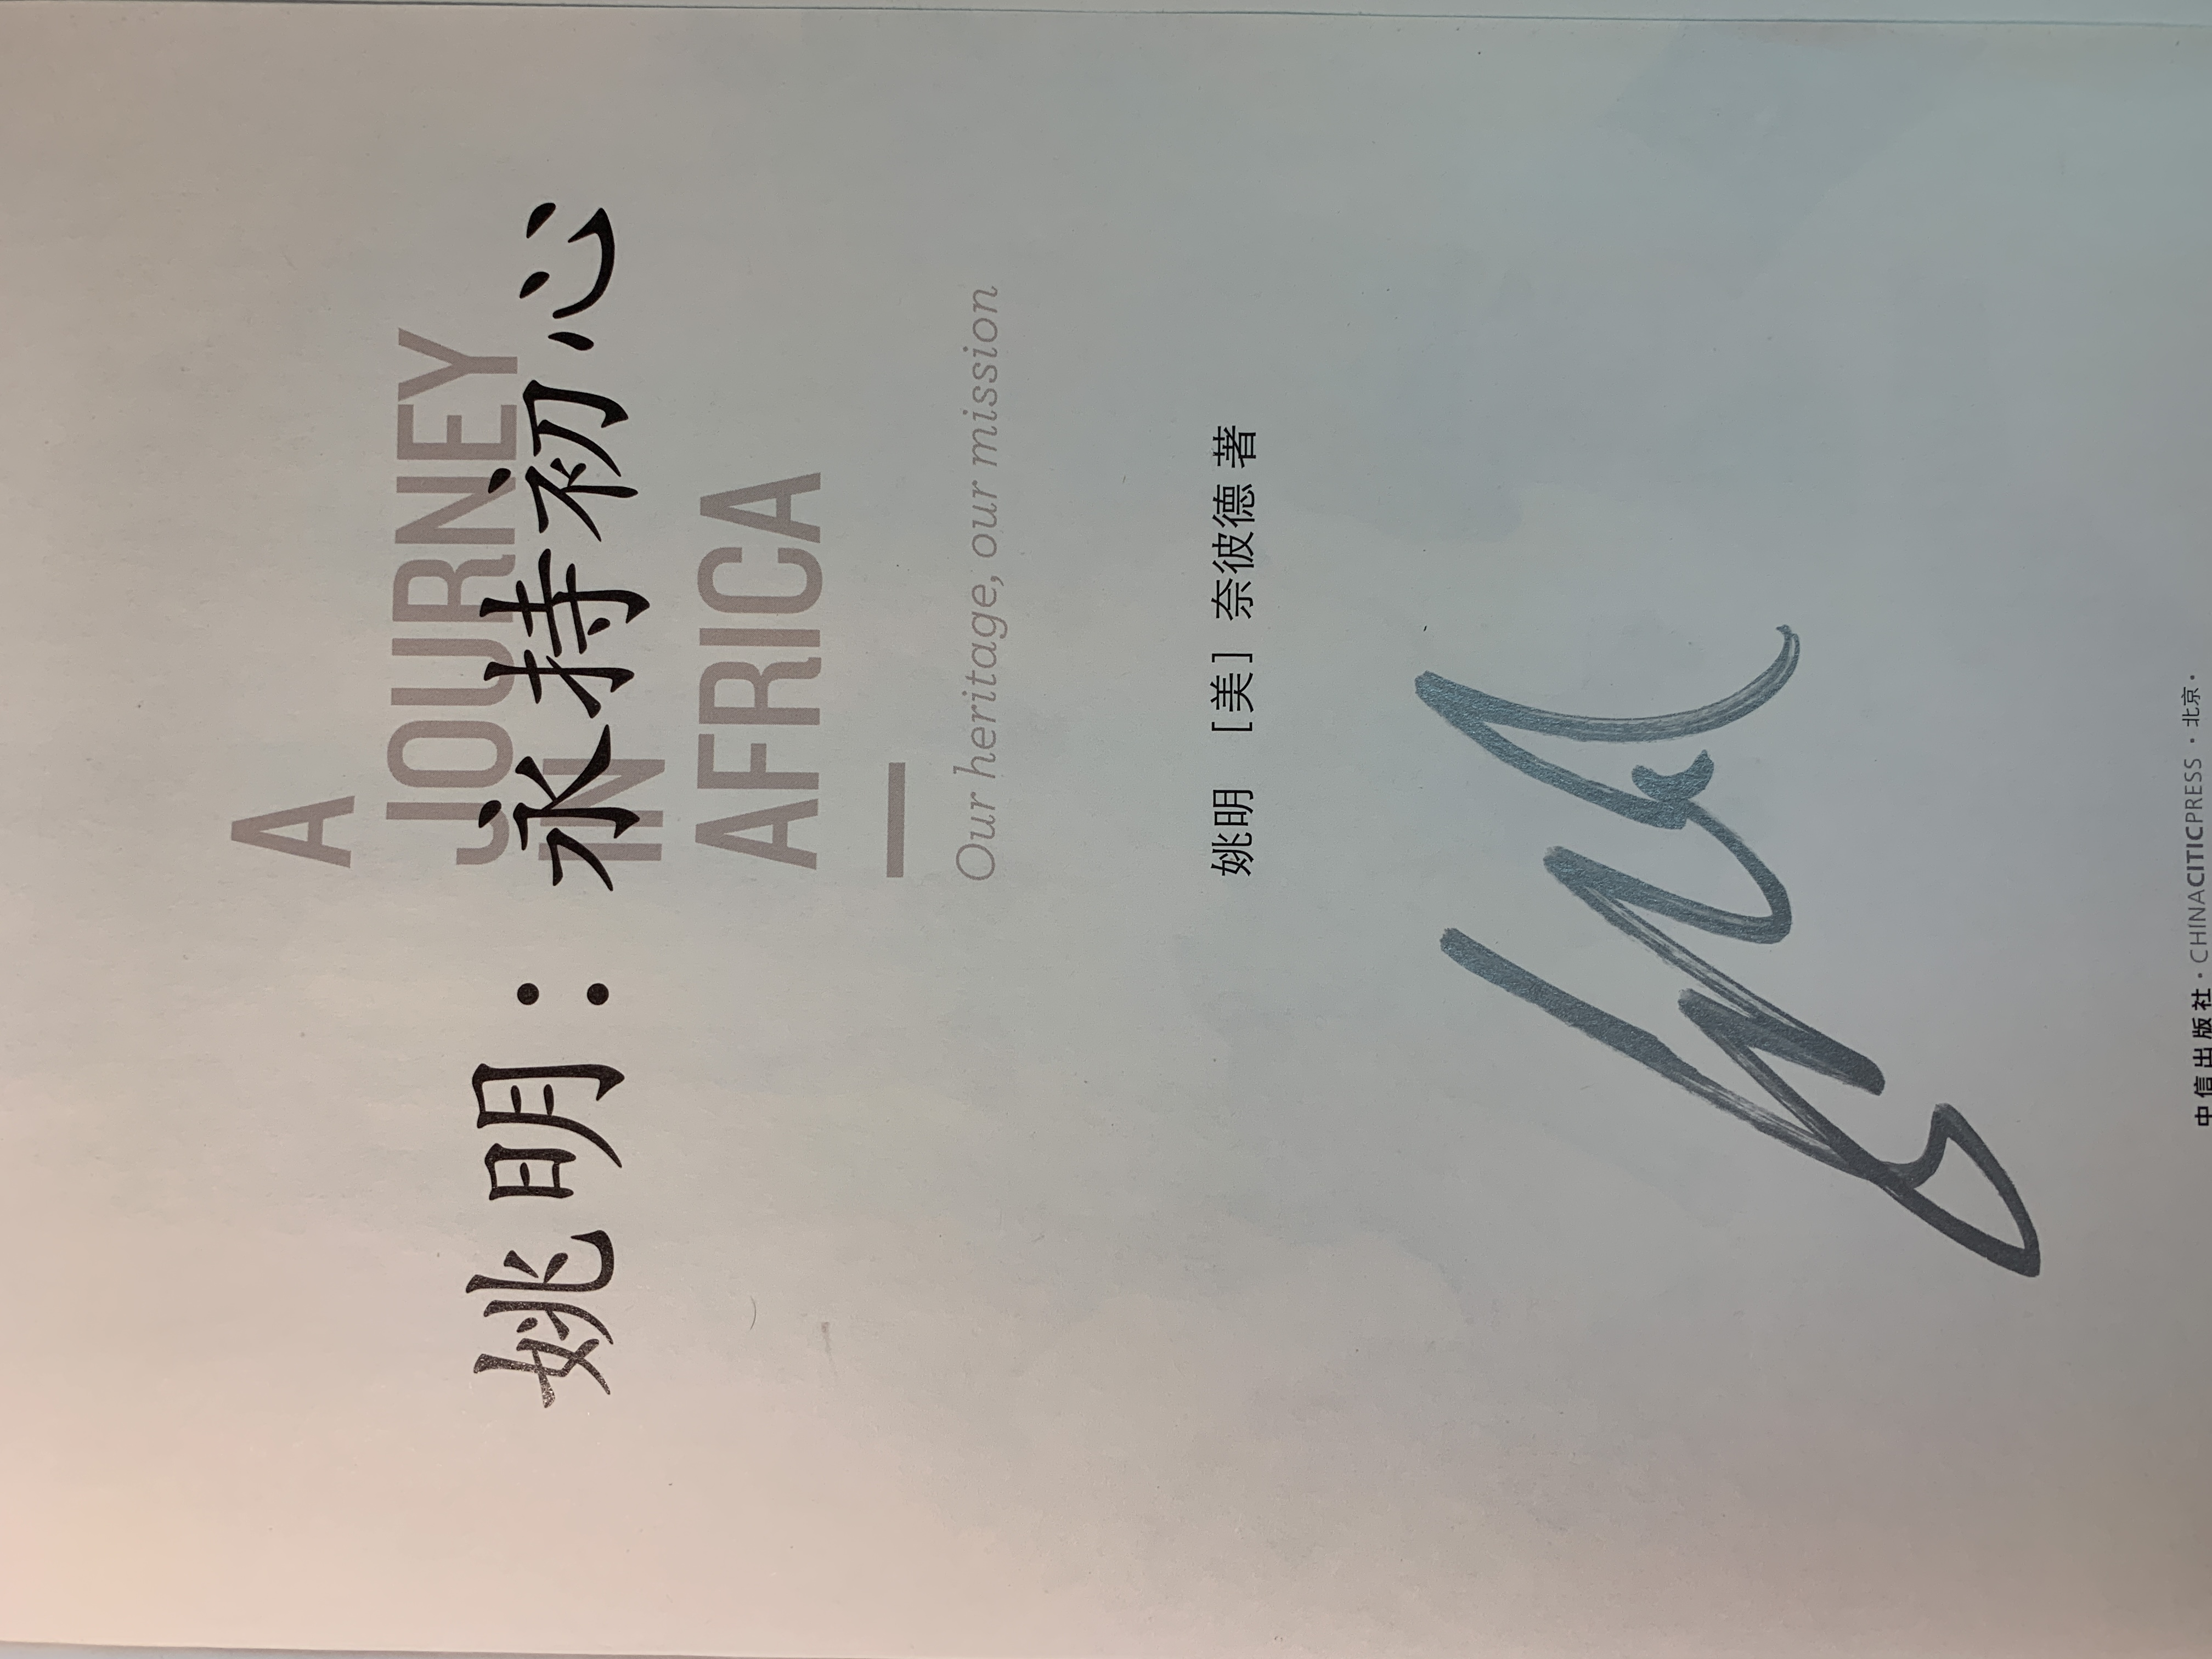 A
JOURNEY
姚明：永持初心
IN
AFRICA
Our heritage, our mission
姚明 ［美］奈彼德 著
中信出版社·CHINACITICPRESS·北京·